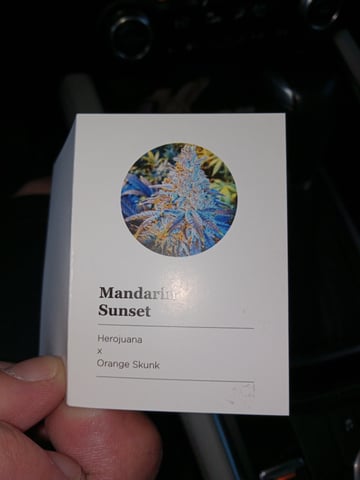 Mandarin
Sunset
Herojuana
x
Orange Skunk